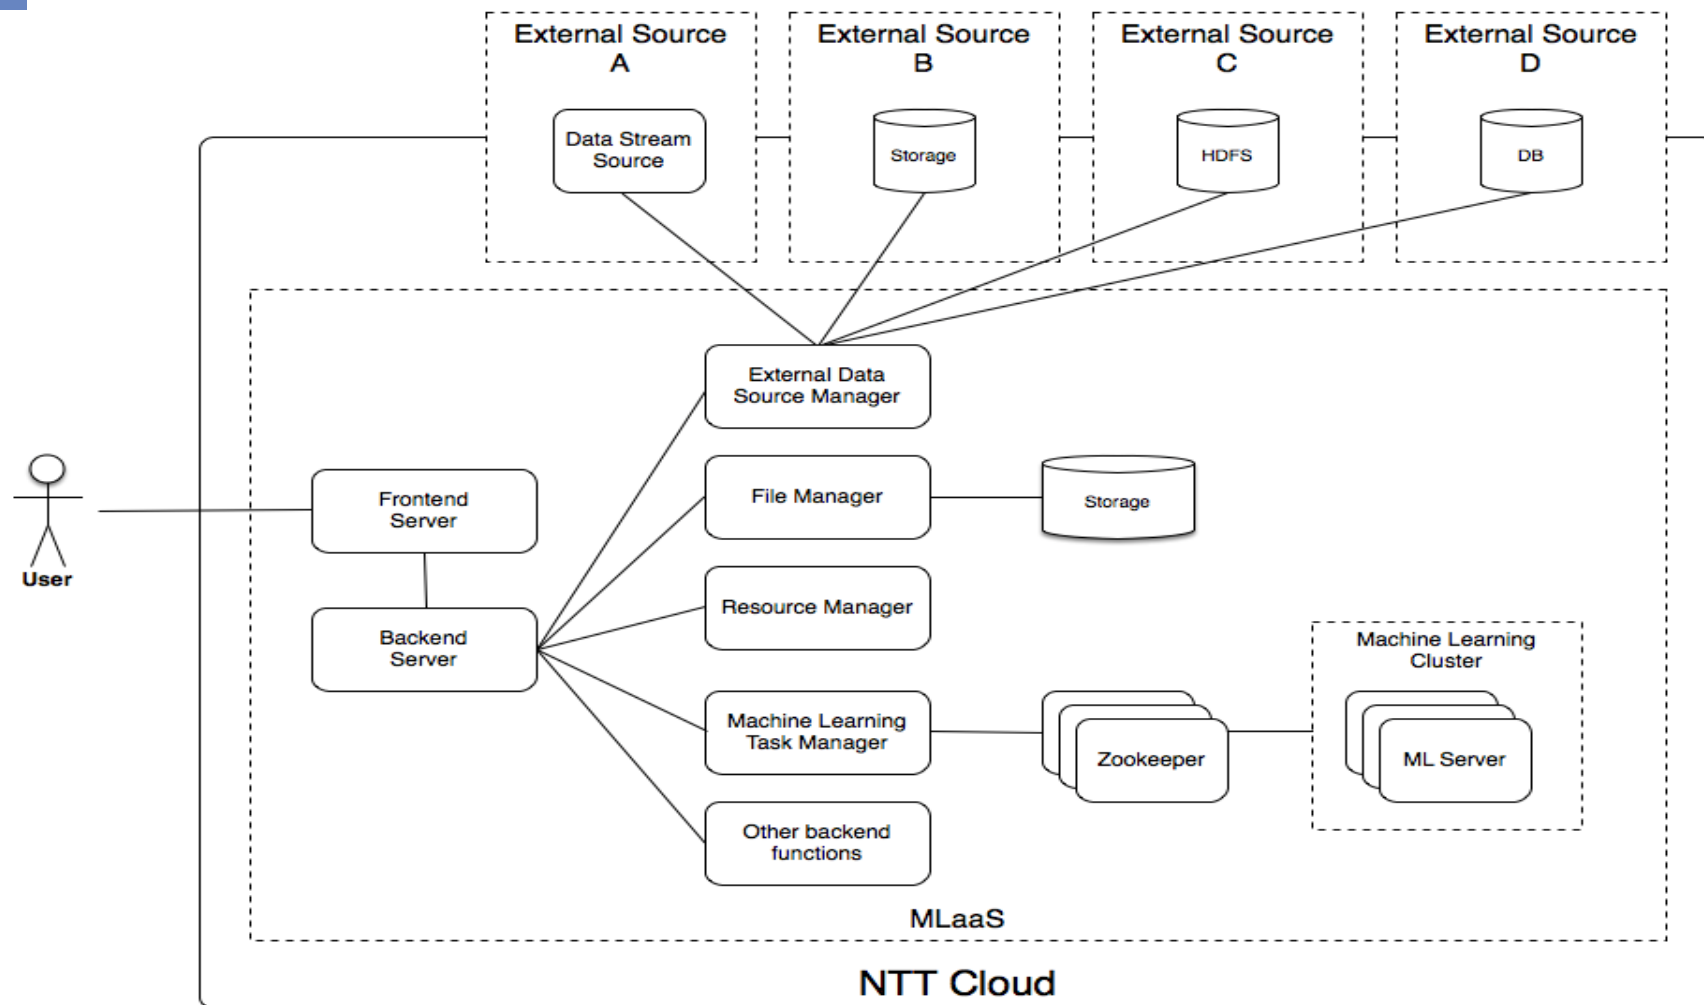 External Source
A
External Source
B
External Source
C
External Source
D
Data Stream
Source
Storage
HDFS
DB
External Data
Source Manager
File Manager
Storage
Frontend
Server
User
Resource Manager
Backend
Server
Machine Learning
Cluster
Machine Learning
Task Manager
Zookeeper
ML Server
Other backend
functions
MLaaS
NTT Cloud